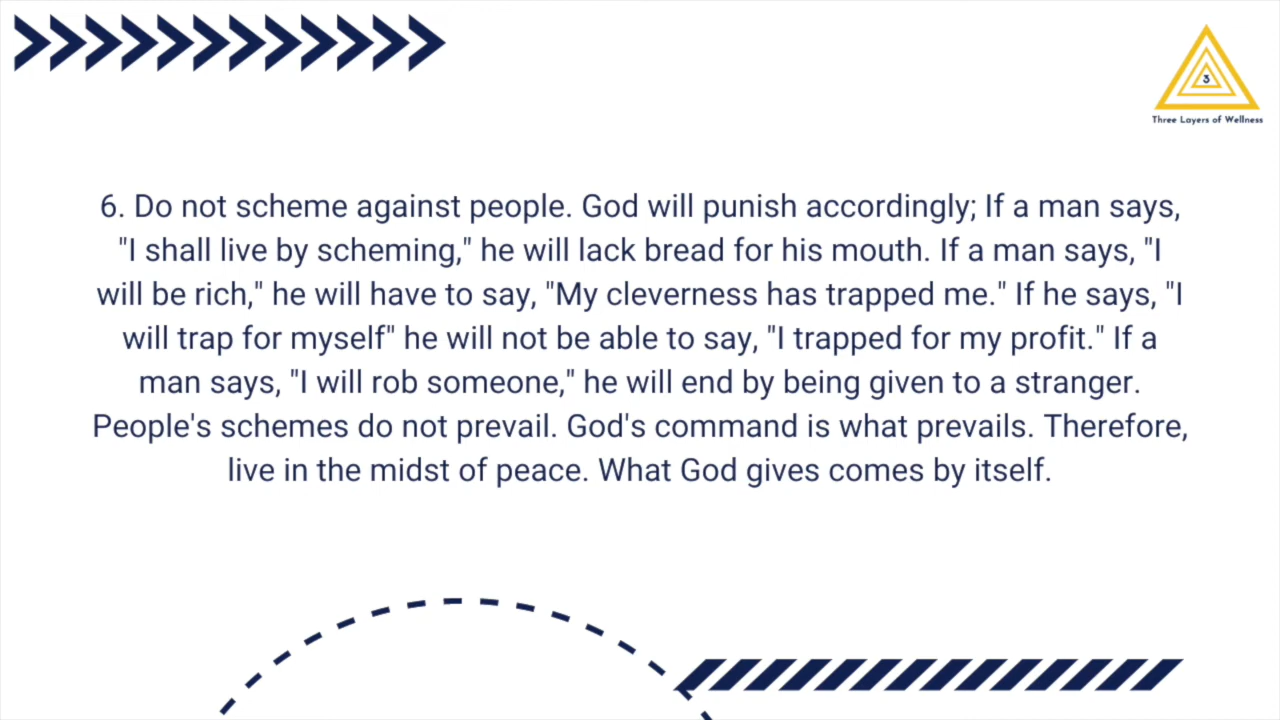 3
Three Layers of Wellness
6. Do not scheme against people. God will punish accordingly; If a man says,
"I shall live by scheming," he will lack bread for his mouth. If a man says, "I
will be rich," he will have to say, "My cleverness has trapped me." If he says, "I
will trap for myself" he will not be able to say, "I trapped for my profit." If a
man says, "I will rob someone," he will end by being given to a stranger.
People's schemes do not prevail. God's command is what prevails. Therefore,
live in the midst of peace. What God gives comes by itself.